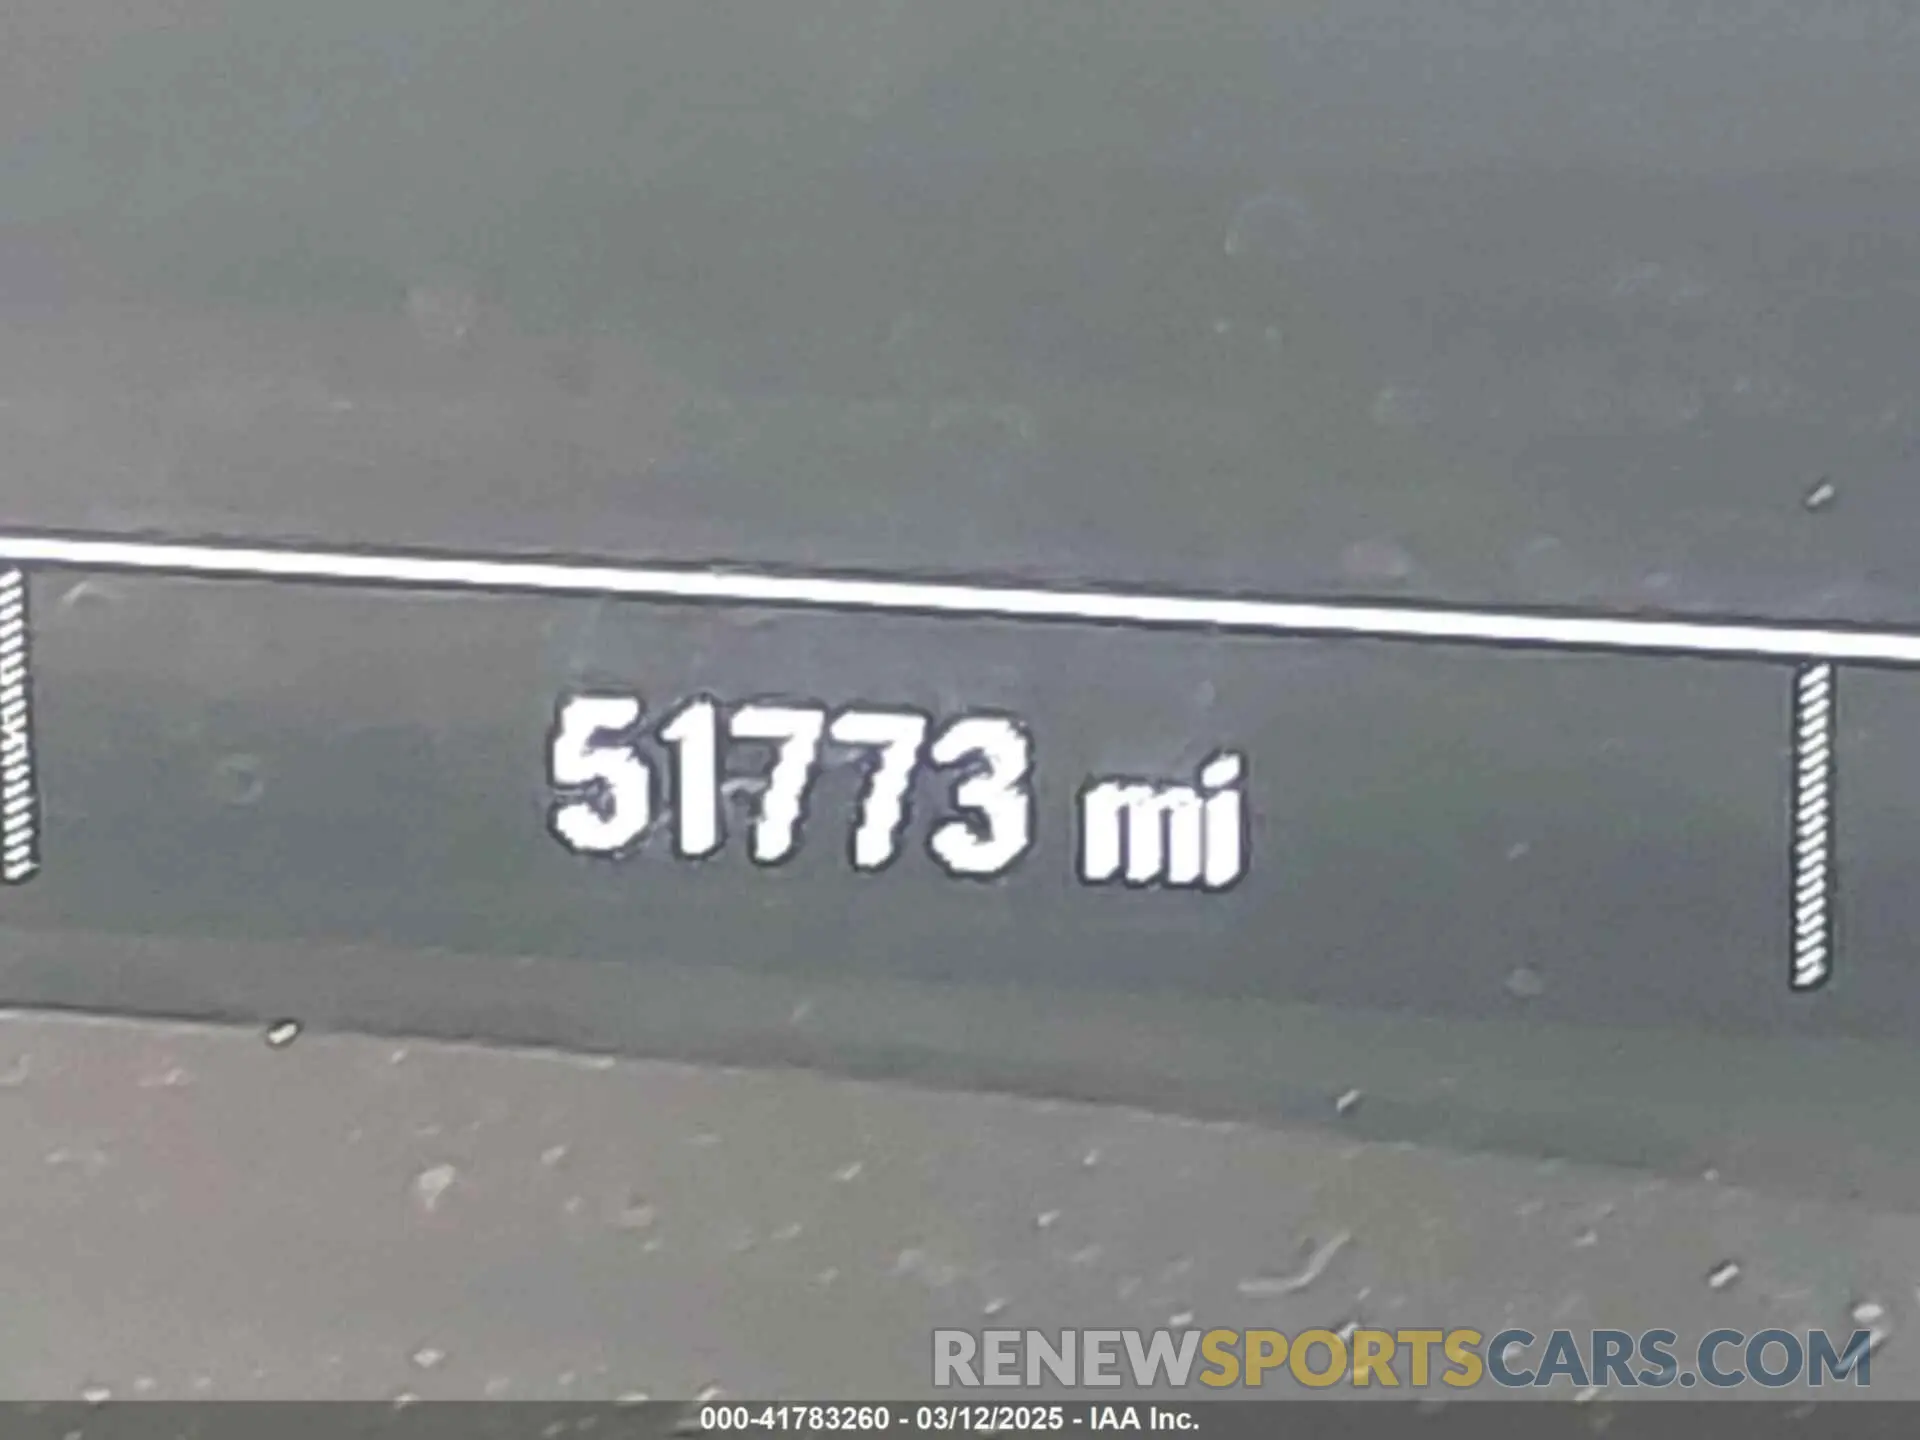 51773 mi
RENEWSPORTSCARS.COM
000-41783260 - 03/12/2025 - IAA Inc.